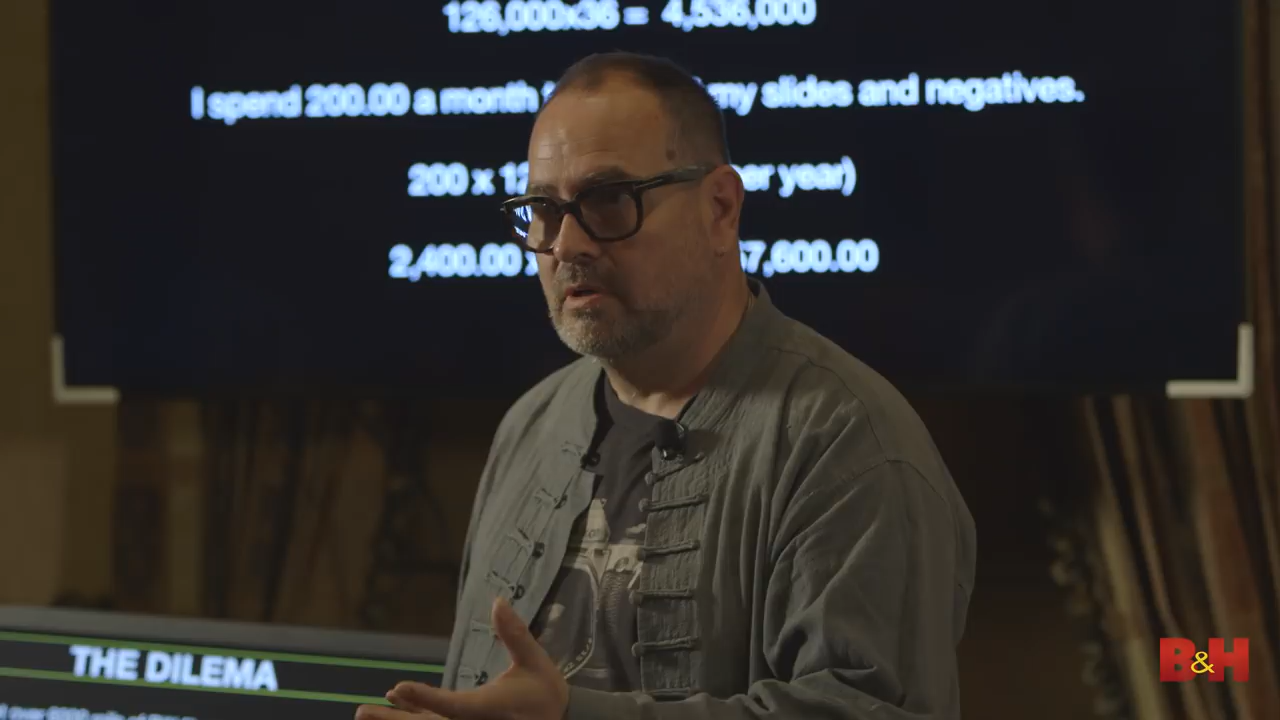 126,000x36 = 4,536,000
I spend 200.00 a month my slides and negatives.
200 x 12 per year)
2,400.00 x 57,600.00
THE DILEMA
B&H